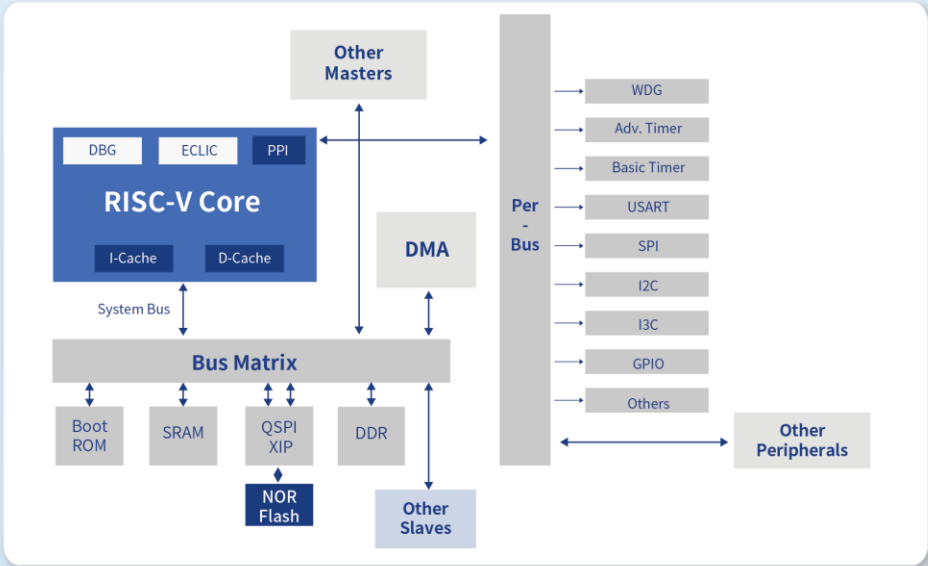 Other
Masters
DBG
ECLIC
PPI
RISC-V Core
I-Cache
D-Cache
System Bus
DMA
Bus Matrix
Boot
ROM
SRAM
QSPI
XIP
DDR
NOR
Flash
Other
Slaves
Per
-
Bus
WDG
Adv. Timer
Basic Timer
USART
SPI
I2C
I3C
GPIO
Others
Other
Peripherals